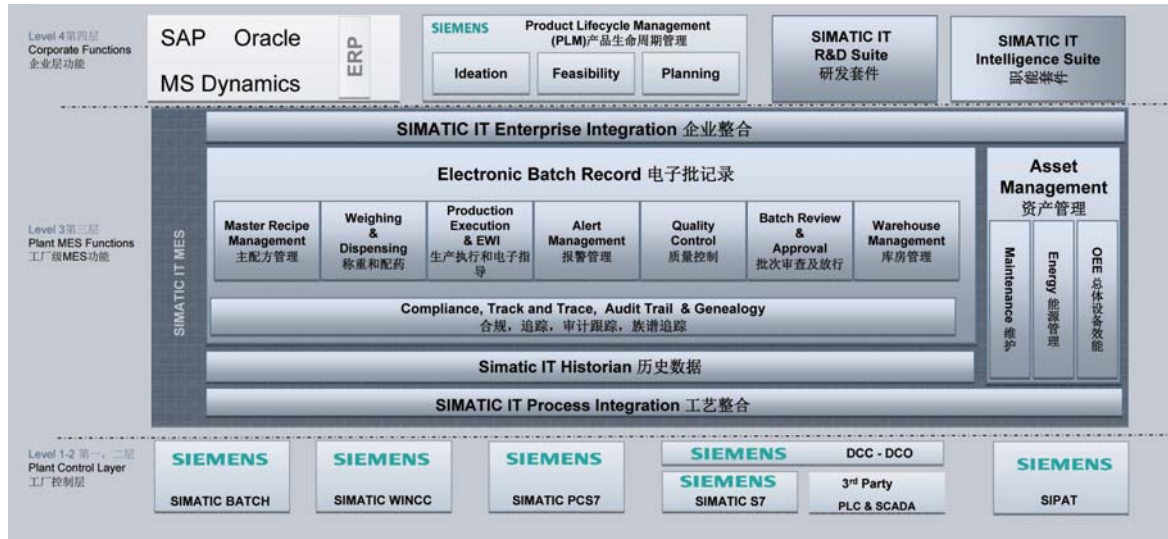 Level 4第四层
Corporate Functions
企业层功能
SAP Oracle
MS Dynamics
ERP
SIEMENS
Product Lifecycle Management
(PLM)产品生命周期管理
Ideation
Feasibility
Planning
SIMATIC IT
R&D Suite
研发套件
SIMATIC IT
Intelligence Suite
职能套件
Level 3第三层
Plant MES Functions
工厂级MES功能
SIMATIC IT MES
SIMATIC IT Enterprise Integration 企业整合
Electronic Batch Record 电子批记录
Master Recipe
Management
主配方管理
Weighing
&
Dispensing
称重和配药
Production
Execution
& EWI
生产执行和电子指
导
Alert
Management
报警管理
Quality
Control
质量控制
Batch Review
&
Approval
批次审查及放行
Warehouse
Management
库房管理
Compliance, Track and Trace, Audit Trail & Genealogy
合规，追踪，审计跟踪，族谱追踪
Simatic IT Historian 历史数据
SIMATIC IT Process Integration 工艺整合
Asset
Management
资产管理
Maintenance 维护
Energy 能源管理
OEE 总体设备效能
Level 1-2 第一、二层
Plant Control Layer
工厂控制层
SIEMENS
SIMATIC BATCH
SIEMENS
SIMATIC WINCC
SIEMENS
SIMATIC PCS7
SIEMENS
DCC - DCO
SIEMENS
SIMATIC S7
3rd Party
PLC & SCADA
SIEMENS
SIPAT